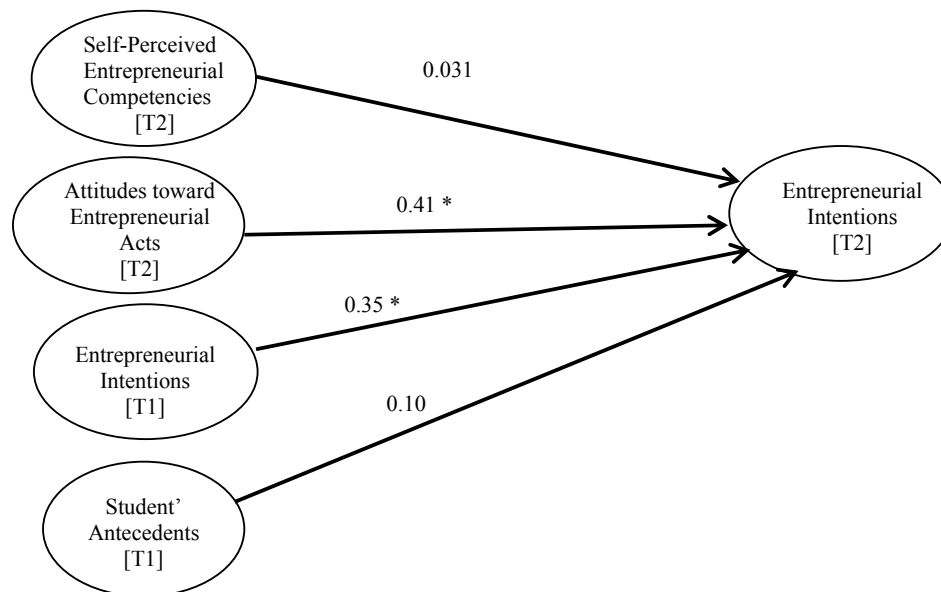 Self-Perceived
Entrepreneurial
Competencies
[T2]
0.031
Attitudes toward
Entrepreneurial
Acts
[T2]
0.41 *
Entrepreneurial
Intentions
[T2]
Entrepreneurial
Intentions
[T1]
0.35 *
0.10
Student’
Antecedents
[T1]